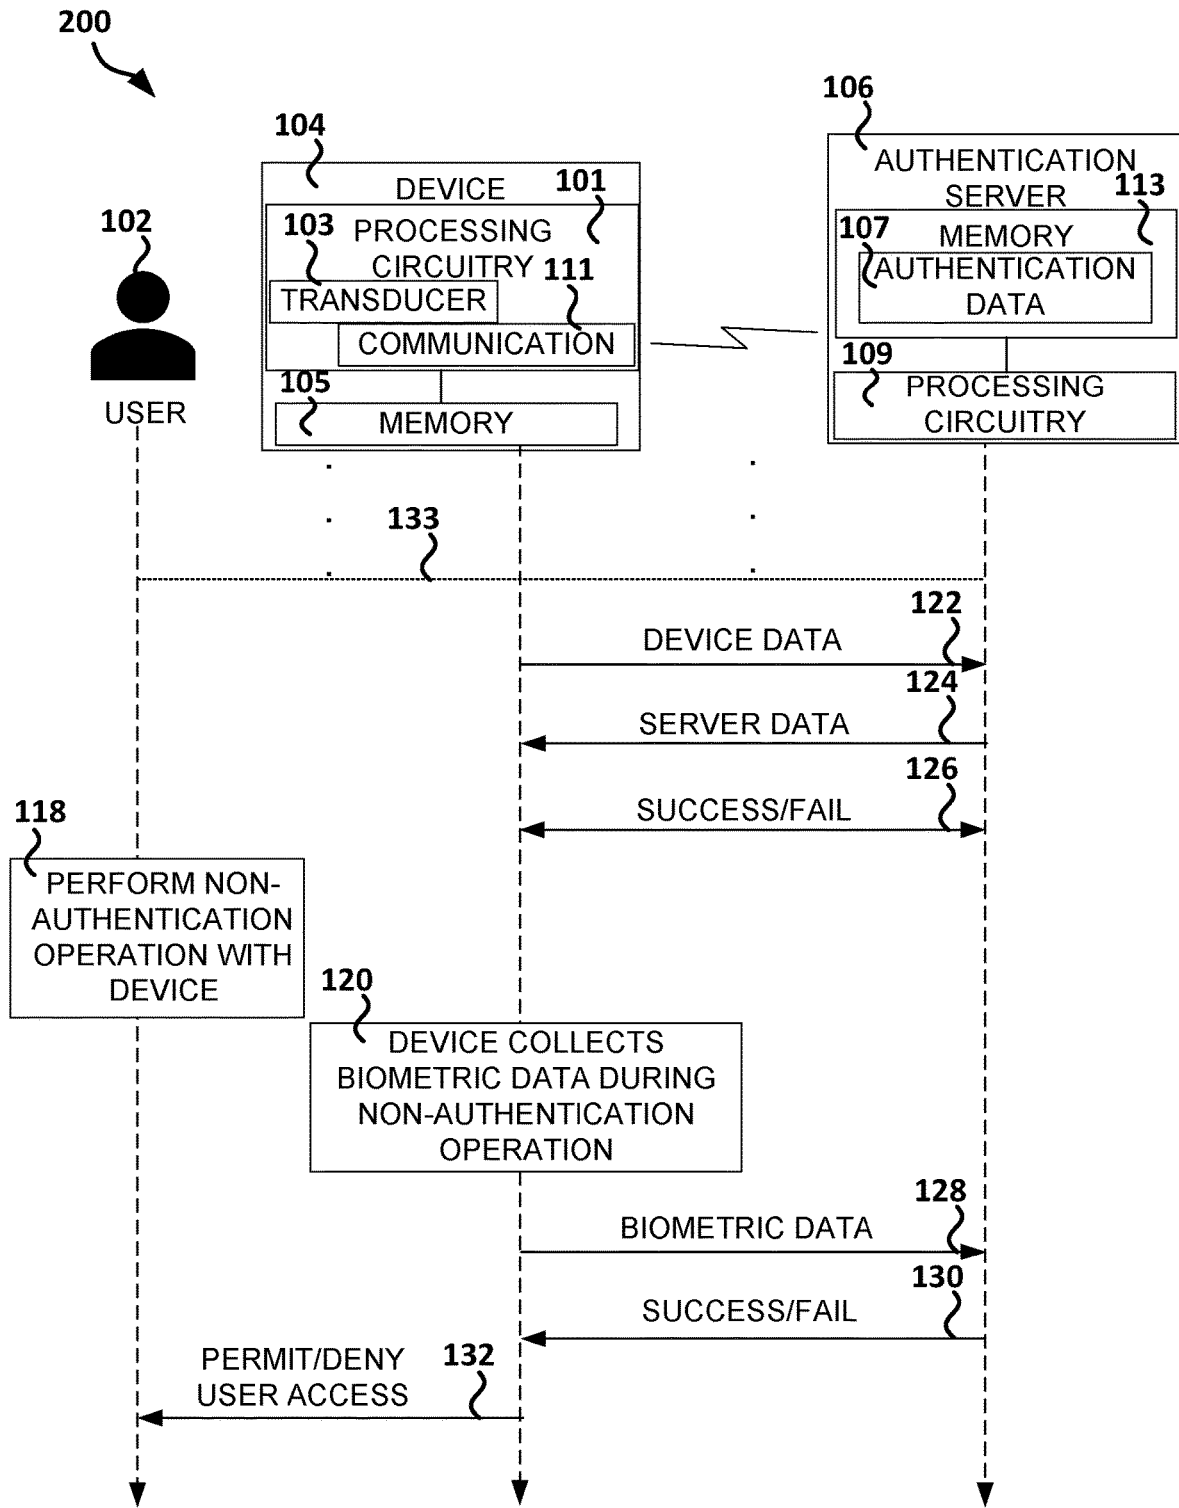 200
104
106
AUTHENTICATION
SERVER
DEVICE
101
113
102
103
PROCESSING
CIRCUITRY
111
107
MEMORY
AUTHENTICATION
DATA
TRANSDUCER
COMMUNICATION
109
PROCESSING
CIRCUITRY
105
MEMORY
USER
133
122
DEVICE DATA
124
SERVER DATA
126
SUCCESS/FAIL
118
PERFORM NON-
AUTHENTICATION
OPERATION WITH
DEVICE
120
DEVICE COLLECTS
BIOMETRIC DATA DURING
NON-AUTHENTICATION
OPERATION
128
BIOMETRIC DATA
130
SUCCESS/FAIL
132
PERMIT/DENY
USER ACCESS